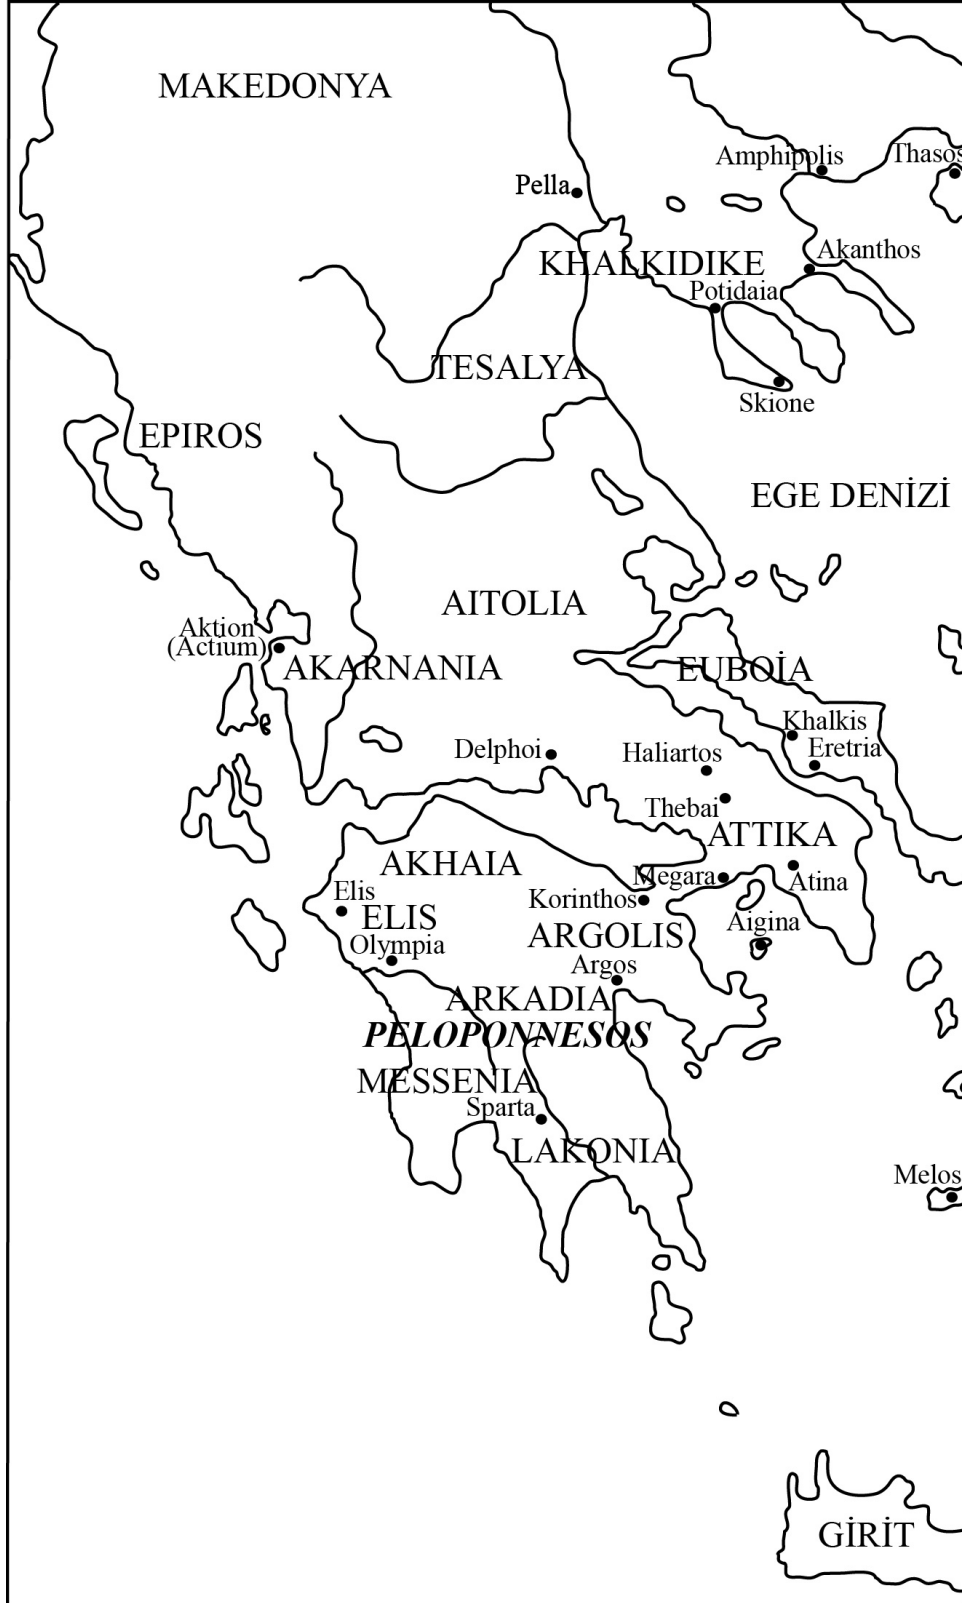 MAKEDONYA
Amphipolis
Thasos
Pella
Akanthos
KHALKIDIKE
Potidaia
TESALYA
Skione
EPIROS
EGE DENİZİ
AITOLIA
Aktion
(Actium)
AKARNANIA
EUBOİA
Khalkis
Eretria
Delphoi
Haliartos
Thebai
ATTIKA
AKHAIA
Megara
Atina
Elis
Korinthos
ELIS
Aigina
ARGOLIS
Olympia
Argos
ARKADIA
PELOPONNESOS
MESSENIA
Sparta
LAKONIA
Melos
GİRİT